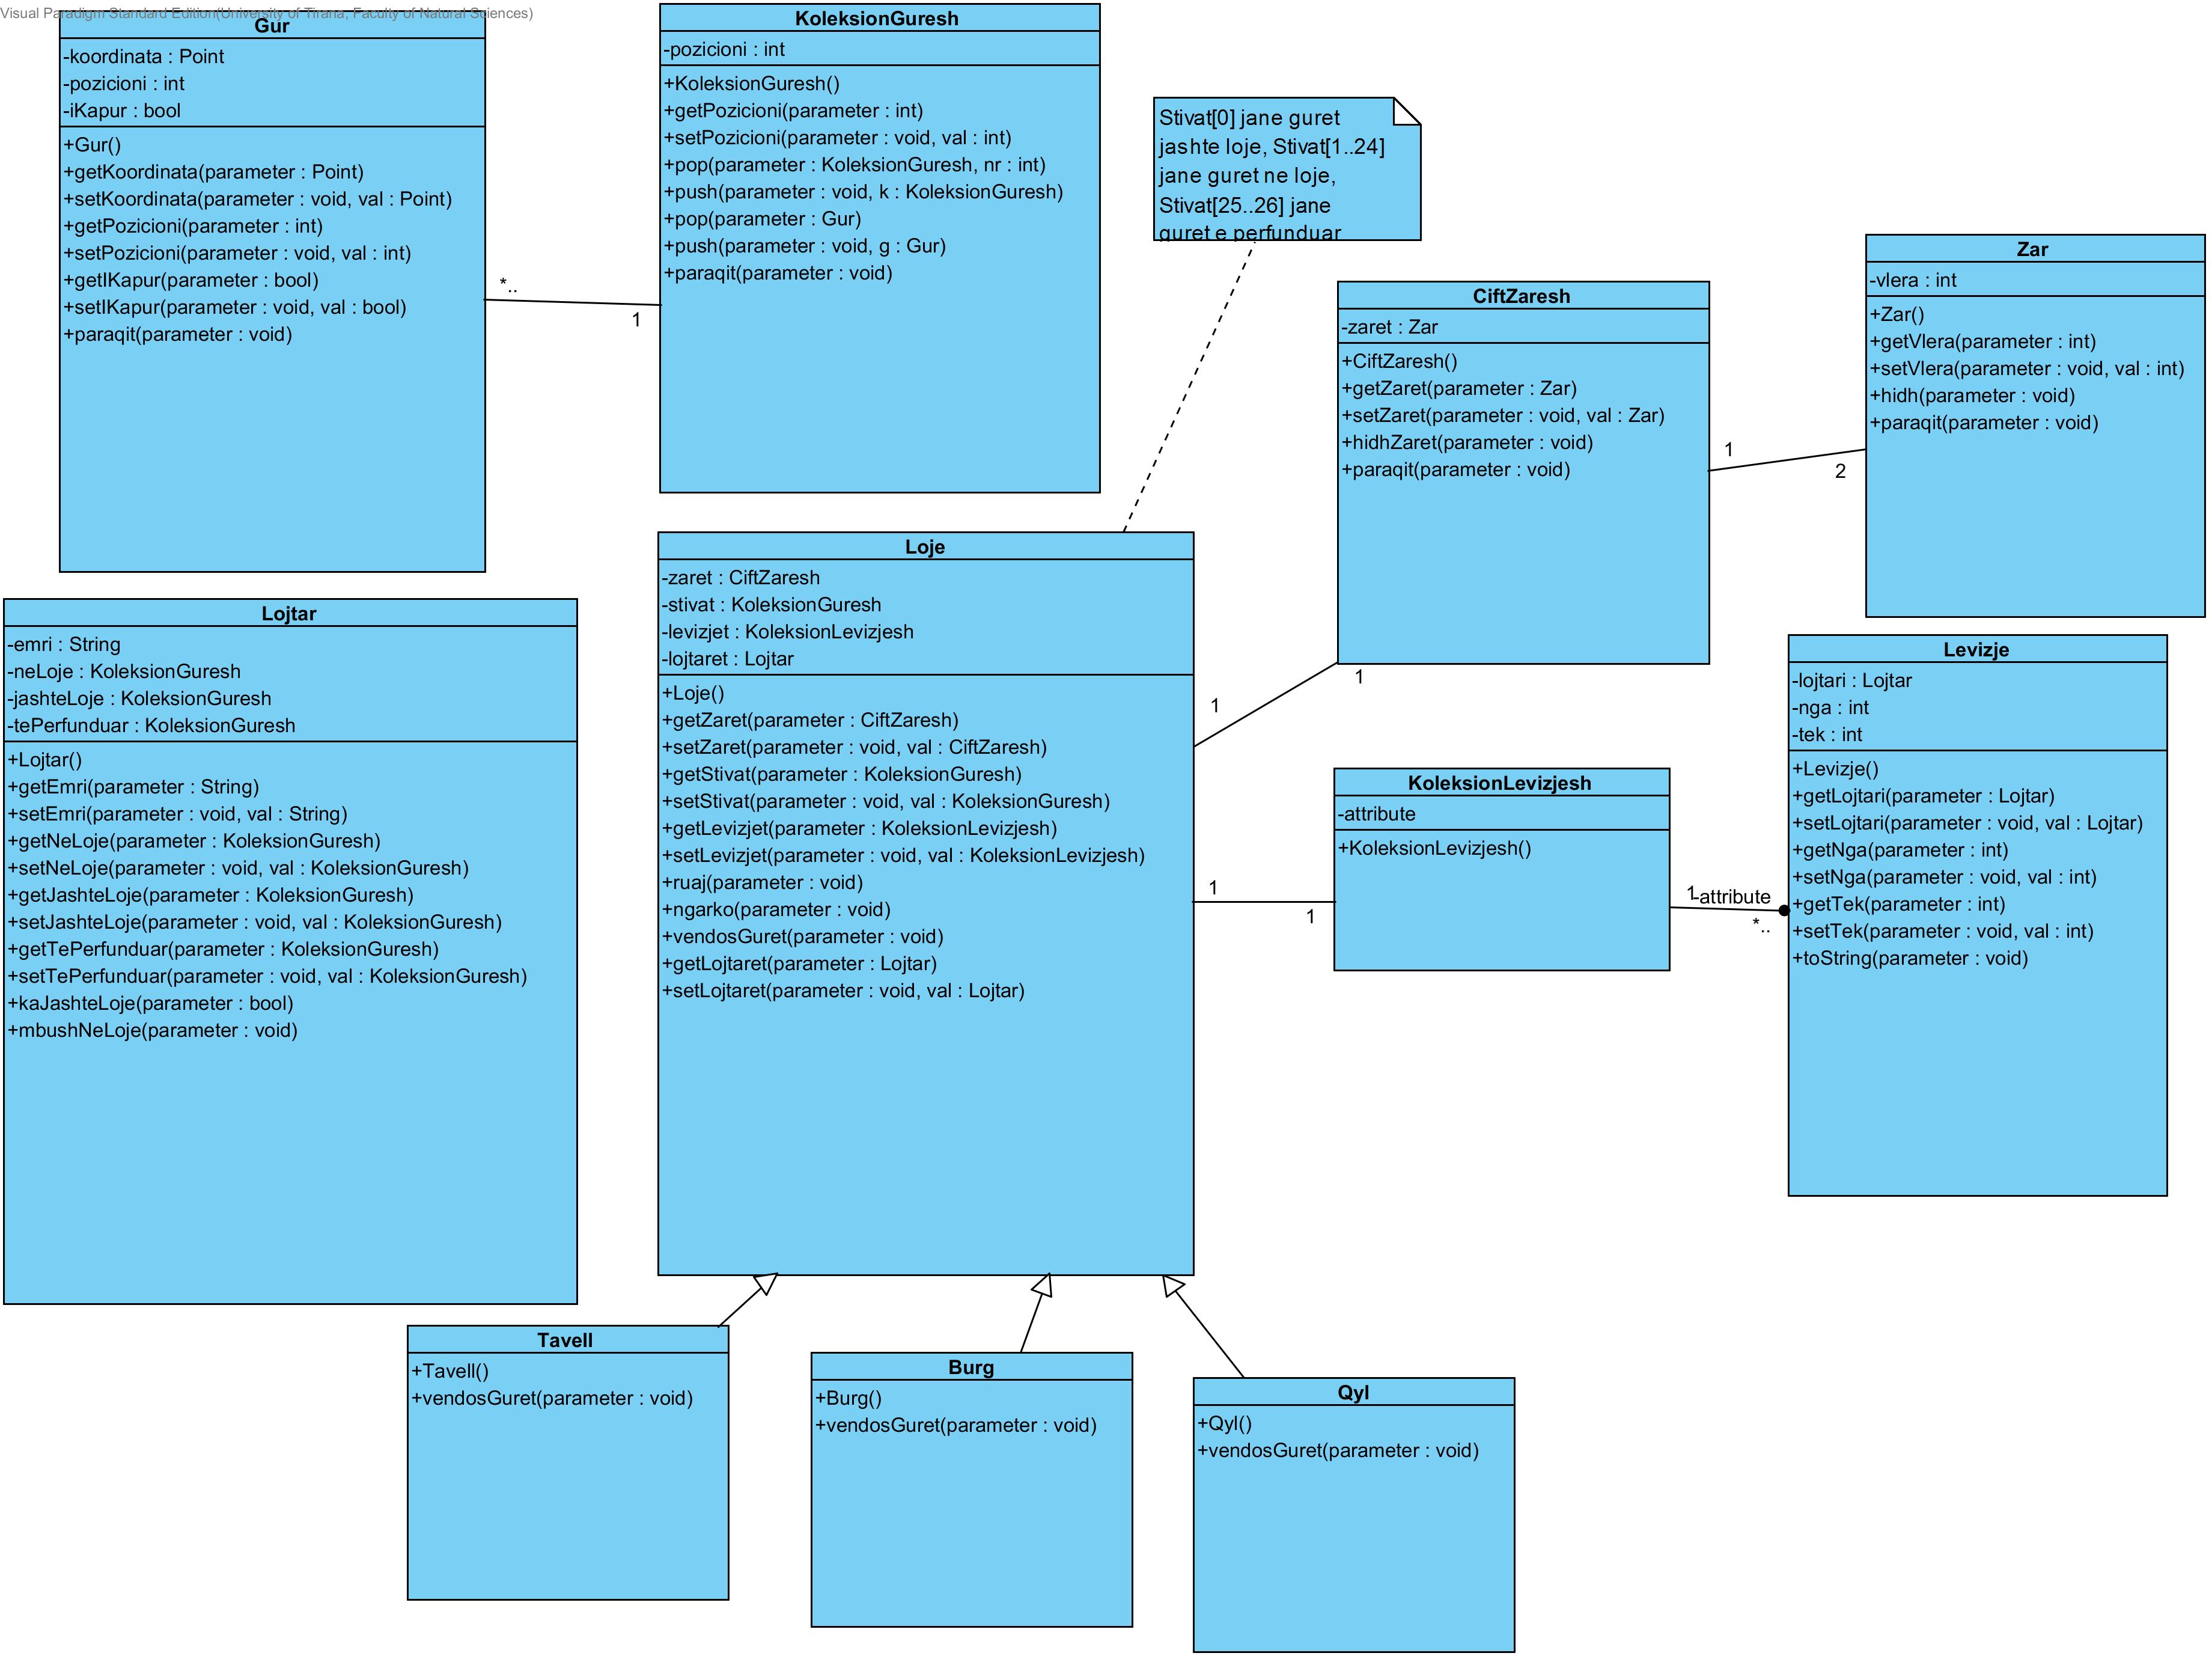 Visual Paradigm Standard Edition(University of Tirana, Faculty of Natural Sciences)
Gur
-koordinata : Point
-pozicioni : int
-iKapur : bool
+Gur()
+getKoordinata(parameter : Point)
+setKoordinata(parameter : void, val : Point)
+getPozicioni(parameter : int)
+setPozicioni(parameter : void, val : int)
+getIKapur(parameter : bool)
+setIKapur(parameter : void, val : bool)
+paraqit(parameter : void)
*..
1
KoleksionGuresh
-pozicioni : int
+KoleksionGuresh()
+getPozicioni(parameter : int)
+setPozicioni(parameter : void, val : int)
+pop(parameter : KoleksionGuresh, nr : int)
+push(parameter : void, k : KoleksionGuresh)
+pop(parameter : Gur)
+push(parameter : void, g : Gur)
+paraqit(parameter : void)
Stivat[0] jane guret
jashte loje, Stivat[1..24]
jane guret ne loje,
Stivat[25..26] jane
guret e perfunduar
CiftZaresh
-zaret : Zar
+CiftZaresh()
+getZaret(parameter : Zar)
+setZaret(parameter : void, val : Zar)
+hidhZaret(parameter : void)
+paraqit(parameter : void)
1
2
Zar
-vlera : int
+Zar()
+getVlera(parameter : int)
+setVlera(parameter : void, val : int)
+hidh(parameter : void)
+paraqit(parameter : void)
Lojtar
-emri : String
-neLoje : KoleksionGuresh
-jashteLoje : KoleksionGuresh
-tePerfunduar : KoleksionGuresh
+Lojtar()
+getEmri(parameter : String)
+setEmri(parameter : void, val : String)
+getNeLoje(parameter : KoleksionGuresh)
+setNeLoje(parameter : void, val : KoleksionGuresh)
+getJashteLoje(parameter : KoleksionGuresh)
+setJashteLoje(parameter : void, val : KoleksionGuresh)
+getTePerfunduar(parameter : KoleksionGuresh)
+setTePerfunduar(parameter : void, val : KoleksionGuresh)
+kaJashteLoje(parameter : bool)
+mbushNeLoje(parameter : void)
Loje
-zaret : CiftZaresh
-stivat : KoleksionGuresh
-levizjet : KoleksionLevizjesh
-lojtaret : Lojtar
+Loje()
+getZaret(parameter : CiftZaresh)
+setZaret(parameter : void, val : CiftZaresh)
+getStivat(parameter : KoleksionGuresh)
+setStivat(parameter : void, val : KoleksionGuresh)
+getLevizjet(parameter : KoleksionLevizjesh)
+setLevizjet(parameter : void, val : KoleksionLevizjesh)
+ruaj(parameter : void)
+ngarko(parameter : void)
+vendosGuret(parameter : void)
+getLojtaret(parameter : Lojtar)
+setLojtaret(parameter : void, val : Lojtar)
1
1
1
1
KoleksionLevizjesh
-attribute
+KoleksionLevizjesh()
1
-attribute
*..
Levizje
-lojtari : Lojtar
-nga : int
-tek : int
+Levizje()
+getLojtari(parameter : Lojtar)
+setLojtari(parameter : void, val : Lojtar)
+getNga(parameter : int)
+setNga(parameter : void, val : int)
+getTek(parameter : int)
+setTek(parameter : void, val : int)
+toString(parameter : void)
Tavell
+Tavell()
+vendosGuret(parameter : void)
Burg
+Burg()
+vendosGuret(parameter : void)
Qyl
+Qyl()
+vendosGuret(parameter : void)